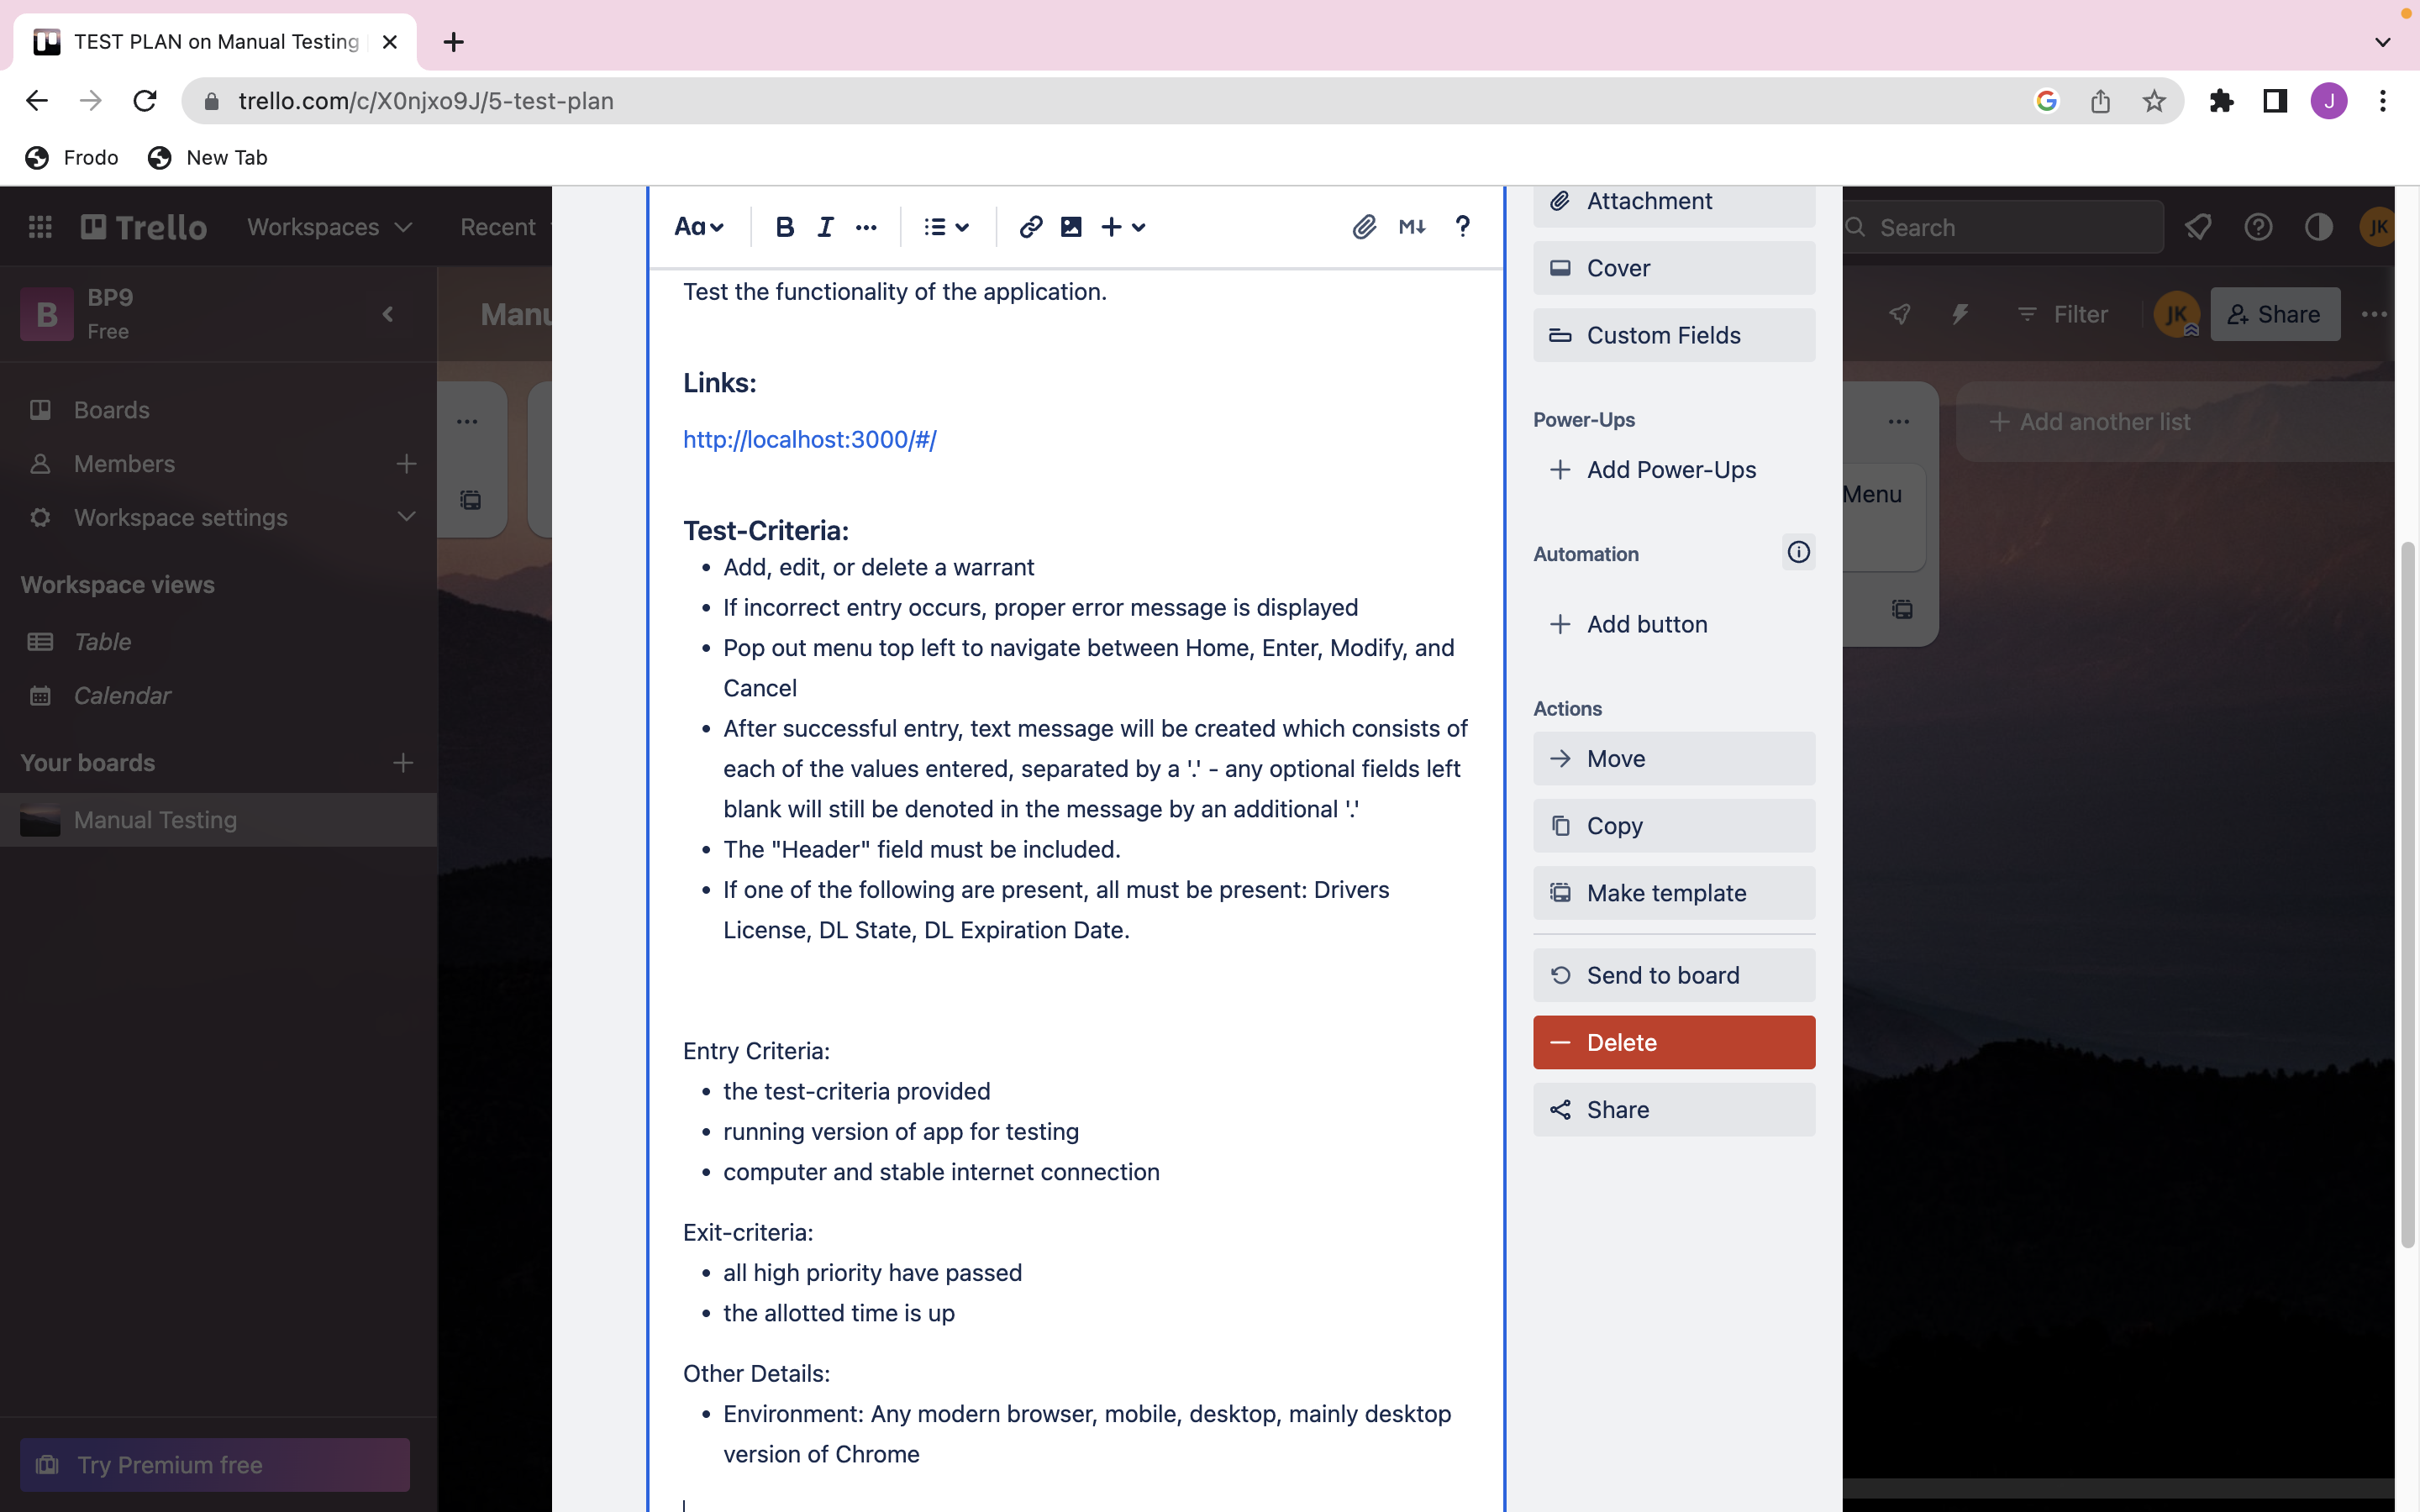 TEST PLAN on Manual Testing
trello.com/c/X0njxo9J/5-test-plan
J
Frodo
New Tab
Trello
Workspaces
Recent
Search
JK
B
BP9
Free
Manu
Filter
JK
Share
Boards
Members
Workspace settings
Workspace views
Table
Calendar
Your boards
Manual Testing
Try Premium free
Aa
B
I
M↓
?
Test the functionality of the application.
Links:
http://localhost:3000/#/
Test-Criteria:
• Add, edit, or delete a warrant
• If incorrect entry occurs, proper error message is displayed
• Pop out menu top left to navigate between Home, Enter, Modify, and
Cancel
• After successful entry, text message will be created which consists of
each of the values entered, separated by a '.' - any optional fields left
blank will still be denoted in the message by an additional '.'
• The "Header" field must be included.
• If one of the following are present, all must be present: Drivers
License, DL State, DL Expiration Date.
Entry Criteria:
• the test-criteria provided
• running version of app for testing
• computer and stable internet connection
Exit-criteria:
• all high priority have passed
• the allotted time is up
Other Details:
• Environment: Any modern browser, mobile, desktop, mainly desktop
version of Chrome
Attachment
Cover
Custom Fields
Power-Ups
Add Power-Ups
Automation
Add button
Actions
Move
Copy
Make template
Send to board
Delete
Share
Add another list
Menu